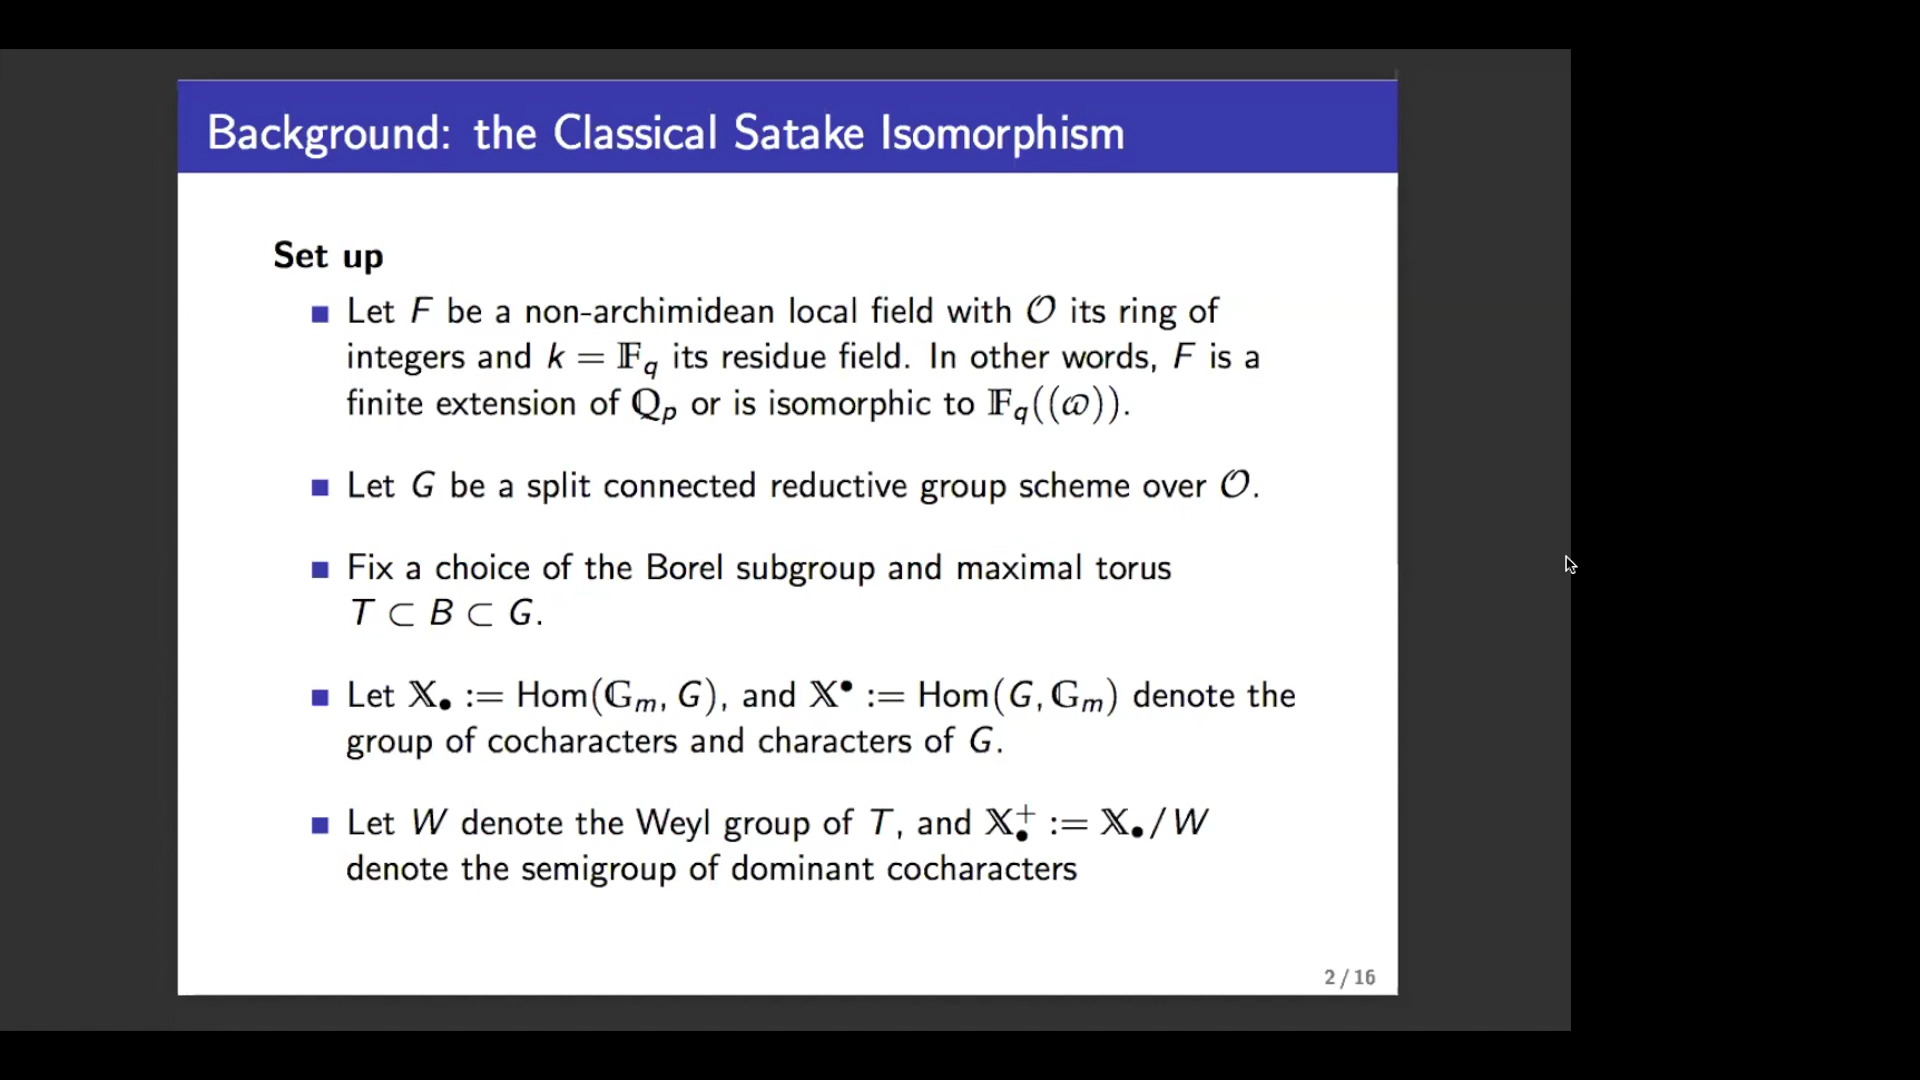 Background: the Classical Satake Isomorphism
Set up
Let F be a non-archimidean local field with 𝒪 its ring of
integers and k = 𝔽_q its residue field. In other words, F is a
finite extension of ℚ_p or is isomorphic to 𝔽_q((ϖ)).
Let G be a split connected reductive group scheme over 𝒪.
Fix a choice of the Borel subgroup and maximal torus
T ⊂ B ⊂ G.
Let 𝕏_• := Hom(𝔾_m, G), and 𝕏^• := Hom(G, 𝔾_m) denote the
group of cocharacters and characters of G.
Let W denote the Weyl group of T, and 𝕏_•^+ := 𝕏_•/W
denote the semigroup of dominant cocharacters
2 / 16